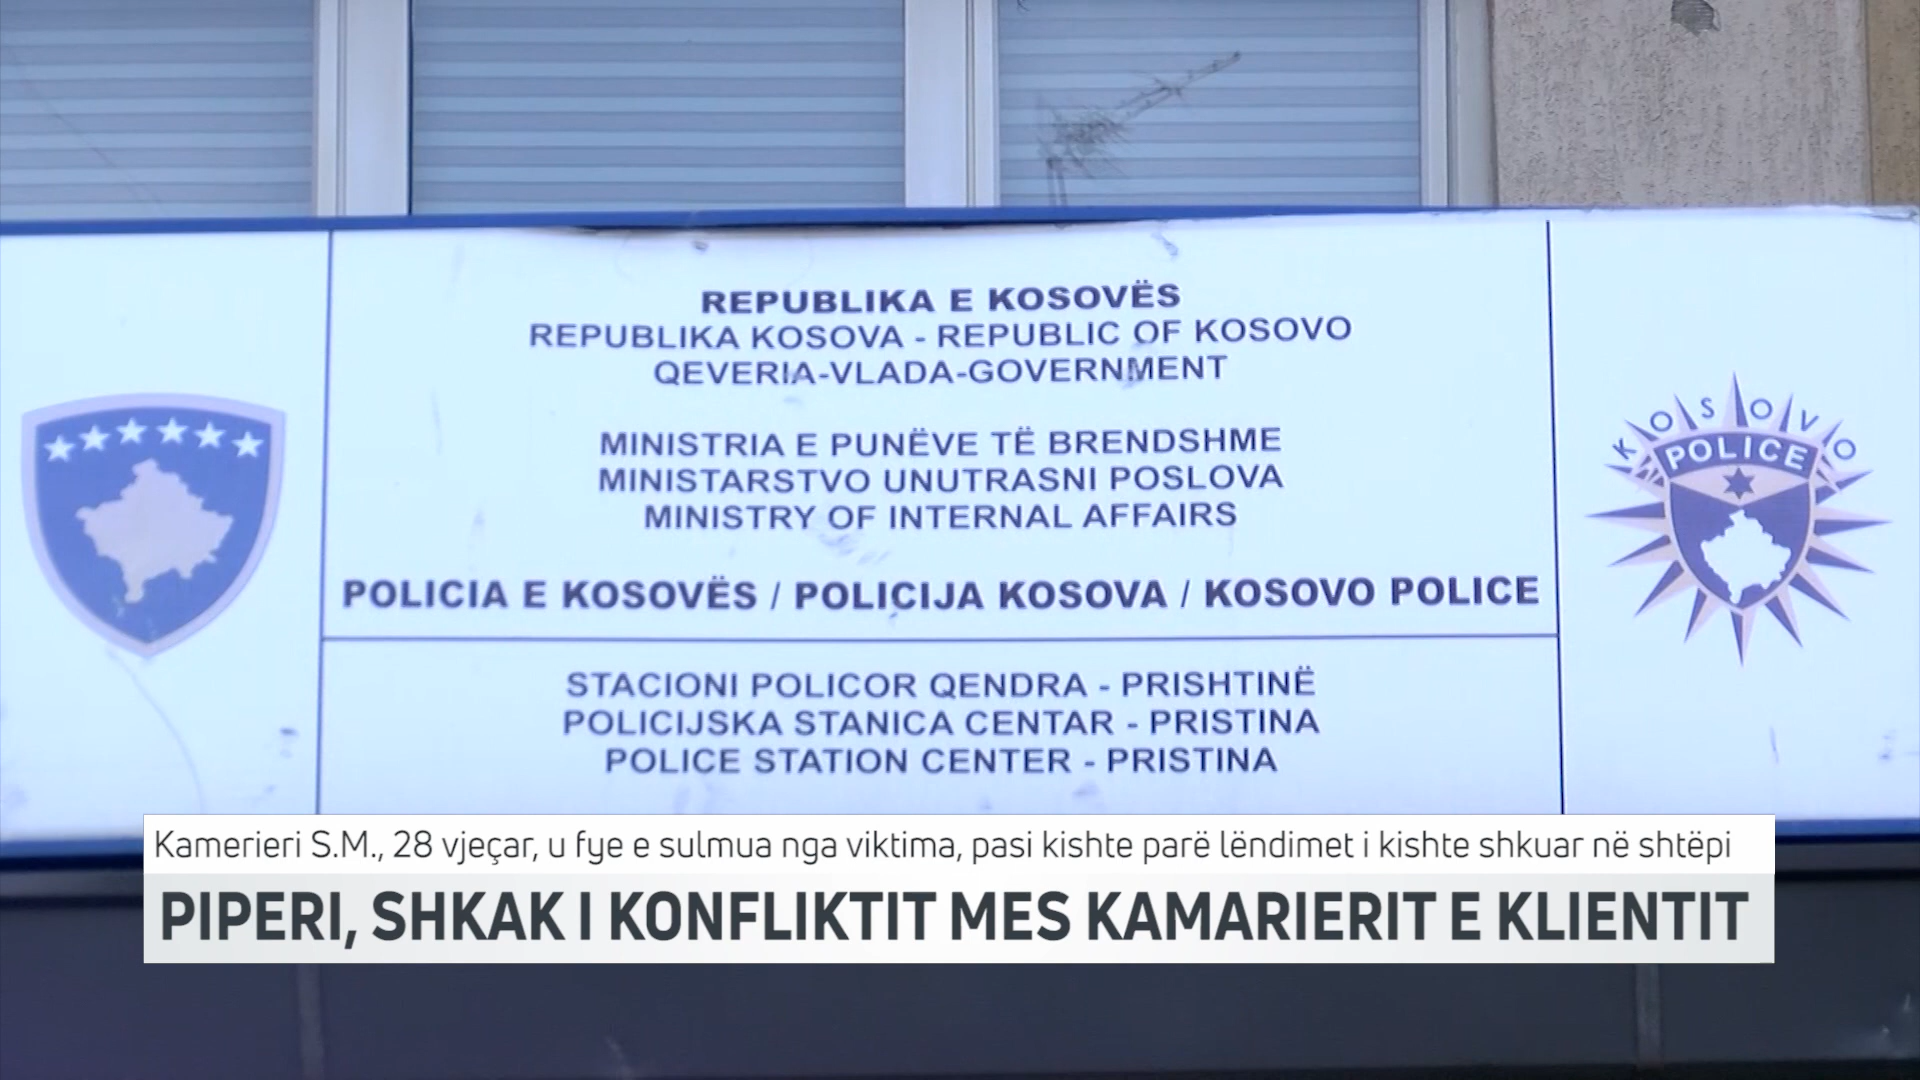 REPUBLIKA E KOSOVËS
REPUBLIKA KOSOVA - REPUBLIC OF KOSOVO
QEVERIA-VLADA-GOVERNMENT
MINISTRIA E PUNËVE TË BRENDSHME
MINISTARSTVO UNUTRASNI POSLOVA
MINISTRY OF INTERNAL AFFAIRS
POLICIA E KOSOVËS / POLICIJA KOSOVA / KOSOVO POLICE
KOSOVO
POLICE
STACIONI POLICOR QENDRA - PRISHTINË
POLICIJSKA STANICA CENTAR - PRISTINA
POLICE STATION CENTER - PRISTINA
Kamerieri S.M., 28 vjeçar, u fye e sulmua nga viktima, pasi kishte parë lëndimet i kishte shkuar në shtëpi
PIPERI, SHKAK I KONFLIKTIT MES KAMARIERIT E KLIENTIT